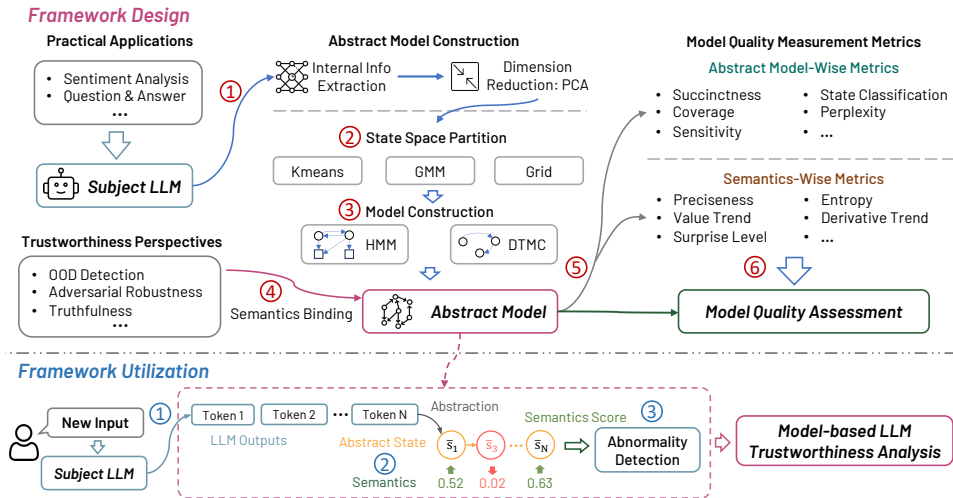 Framework Design
Practical Applications
• Sentiment Analysis
• Question & Answer
...
Subject LLM
Trustworthiness Perspectives
• OOD Detection
• Adversarial Robustness
• Truthfulness
...
①
Abstract Model Construction
Internal Info
Extraction
Dimension
Reduction: PCA
② State Space Partition
Kmeans
GMM
Grid
③ Model Construction
HMM
DTMC
④
Semantics Binding
Abstract Model
⑤
Model Quality Measurement Metrics
Abstract Model-Wise Metrics
• Succinctness
• Coverage
• Sensitivity
• State Classification
• Perplexity
• ...
Semantics-Wise Metrics
• Preciseness
• Value Trend
• Surprise Level
• Entropy
• Derivative Trend
• ...
⑥
Model Quality Assessment
Framework Utilization
New Input
Subject LLM
①
Token 1
Token 2
...
Token N
LLM Outputs
Abstraction
Abstract State
s̅₁
s̅₃
...
s̅N
②
Semantics
0.52
0.02
0.63
Semantics Score
③
Abnormality
Detection
Model-based LLM
Trustworthiness Analysis